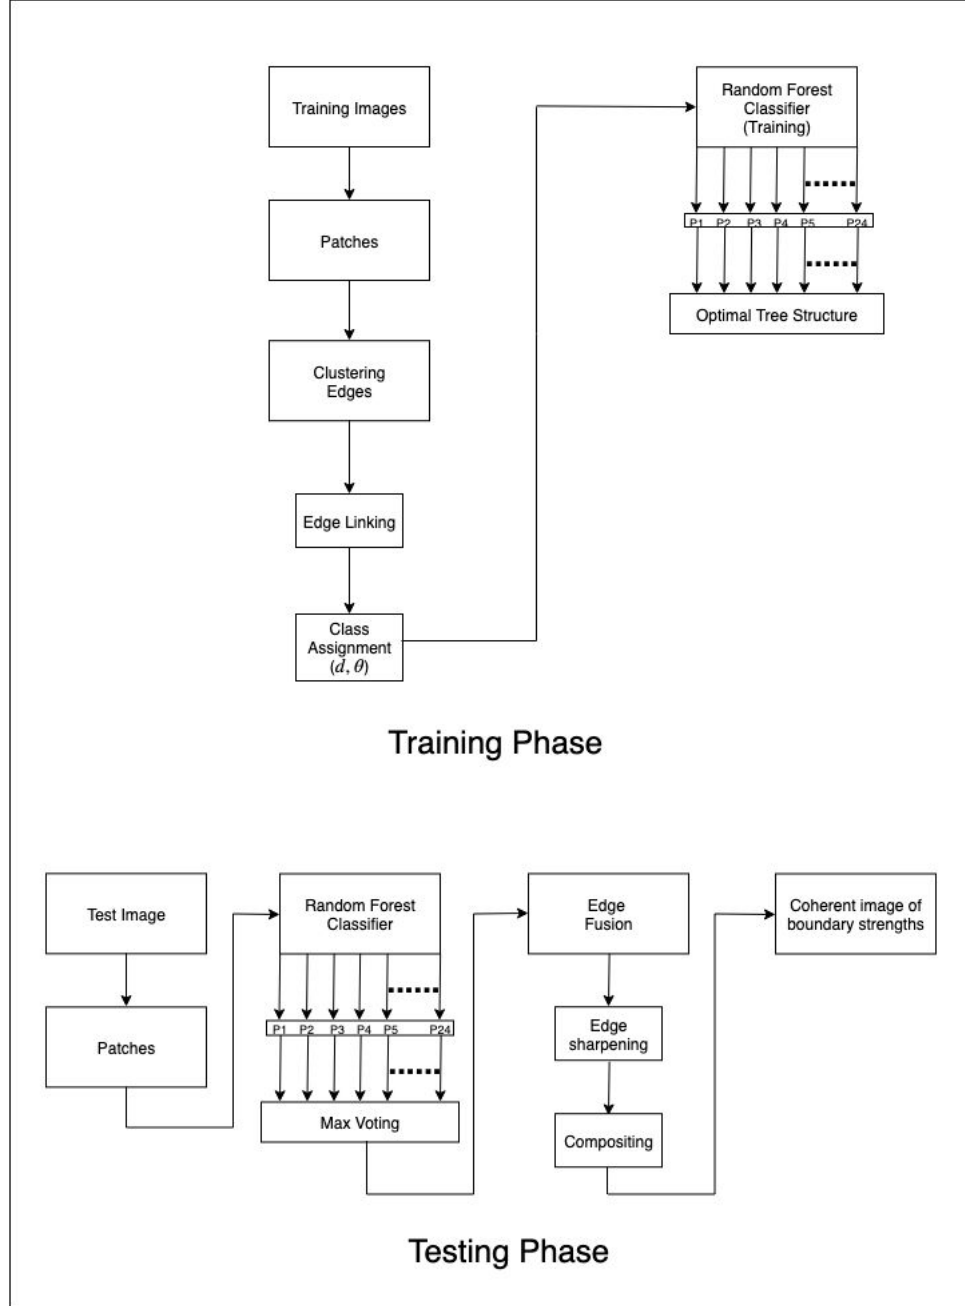 Training Images
Patches
Clustering
Edges
Edge Linking
Class
Assignment
(d, θ)
Random Forest
Classifier
(Training)
P1 P2 P3 P4 P5 P24
Optimal Tree Structure
Training Phase
Test Image
Patches
Random Forest
Classifier
P1 P2 P3 P4 P5 P24
Max Voting
Edge
Fusion
Edge
sharpening
Compositing
Coherent image of
boundary strengths
Testing Phase